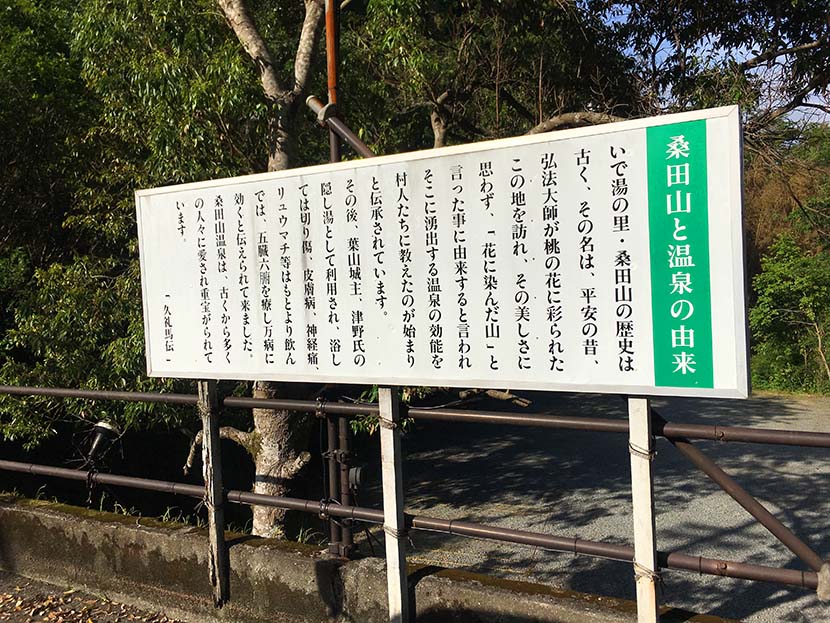 桑田山と温泉の由来
いで湯の里・桑田山の歴史は
古く、その名は、平安の昔、
弘法大師が桃の花に彩られた
この地を訪れ、その美しさに
思わず、「花に染んだ山」と
言った事に由来すると言われ
そこに湧出する温泉の効能を
村人たちに教えたのが始まり
と伝承されています。
その後、葉山城主、津野氏の
隠し湯として利用され、浴し
ては切り傷、皮膚病、神経痛、
リュウマチ等はもとより飲ん
では、五臓六腑を療し万病に
効くと伝えられて来ました。
桑田山温泉は、古くから多く
の人々に愛され重宝がられて
います。
「久礼馬伝」